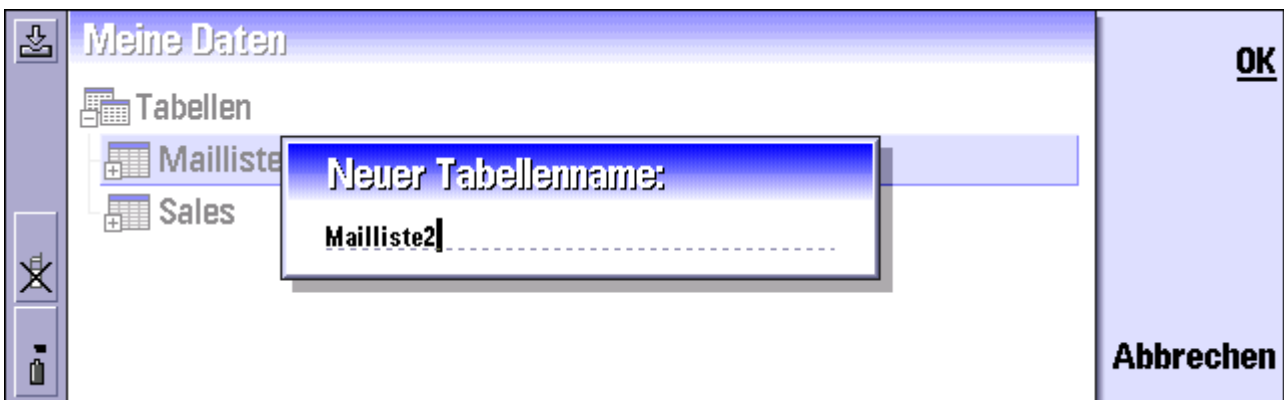 Meine Daten
OK
Tabellen
Mailliste
Neuer Tabellenname:
Sales
Mailliste2
Abbrechen